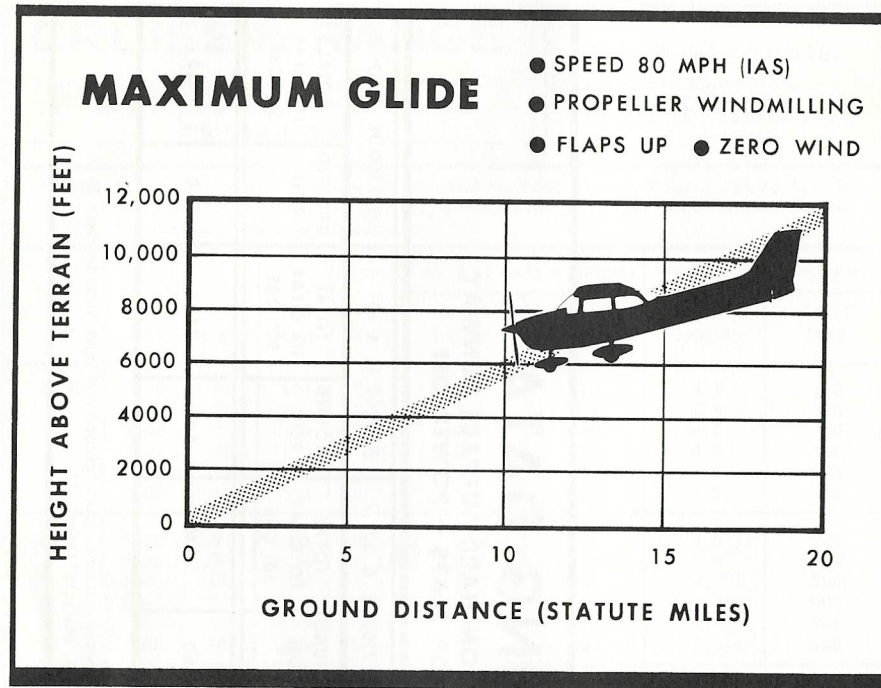 MAXIMUM GLIDE
● SPEED 80 MPH (IAS)
● PROPELLER WINDMILLING
● FLAPS UP ● ZERO WIND
HEIGHT ABOVE TERRAIN (FEET)
12,000
10,000
8000
6000
4000
2000
0
0 5 10 15 20
GROUND DISTANCE (STATUTE MILES)